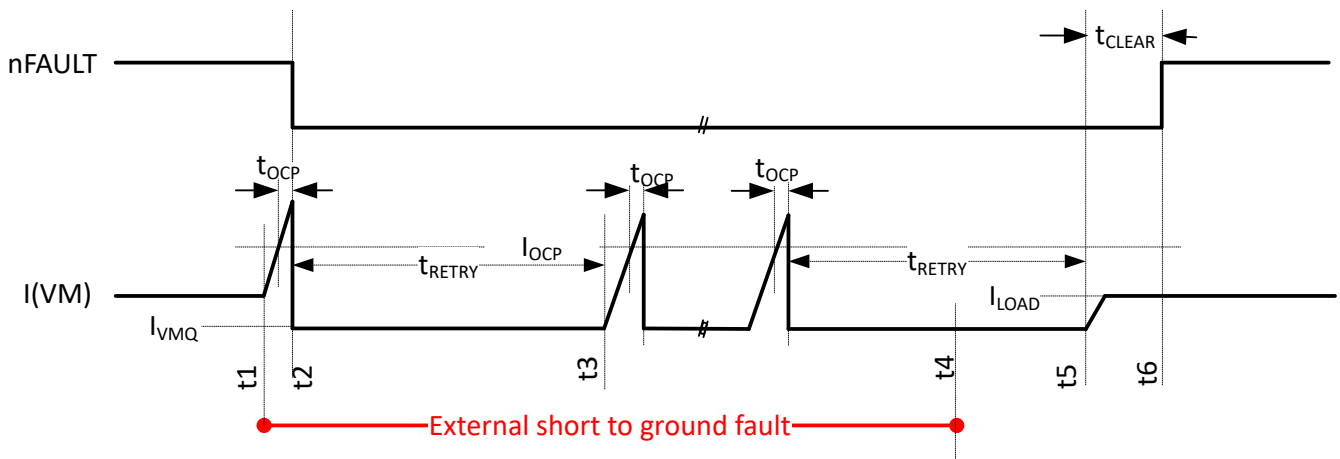 tCLEAR
nFAULT
tOCP
tOCP
tOCP
IOCP
tRETRY
tRETRY
I(VM)
ILOAD
IVMQ
t1
t2
t3
t4
t5
t6
External short to ground fault